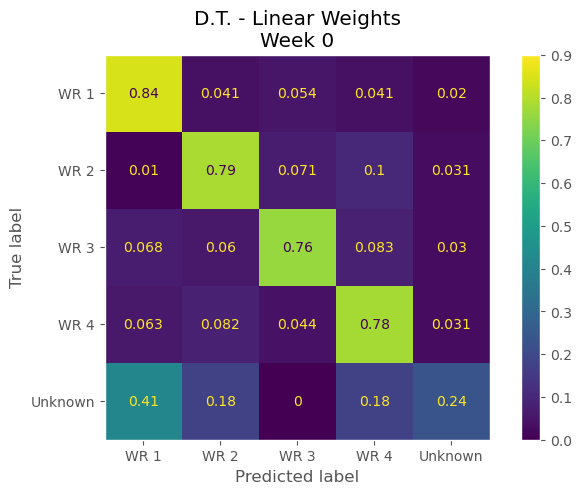 D.T. - Linear Weights
Week 0
WR 1 0.84 0.041 0.054 0.041 0.02
WR 2 0.01 0.79 0.071 0.1 0.031
WR 3 0.068 0.06 0.76 0.083 0.03
WR 4 0.063 0.082 0.044 0.78 0.031
Unknown 0.41 0.18 0 0.18 0.24
WR 1 WR 2 WR 3 WR 4 Unknown
Predicted label
True label
0.9
0.8
0.7
0.6
0.5
0.4
0.3
0.2
0.1
0.0